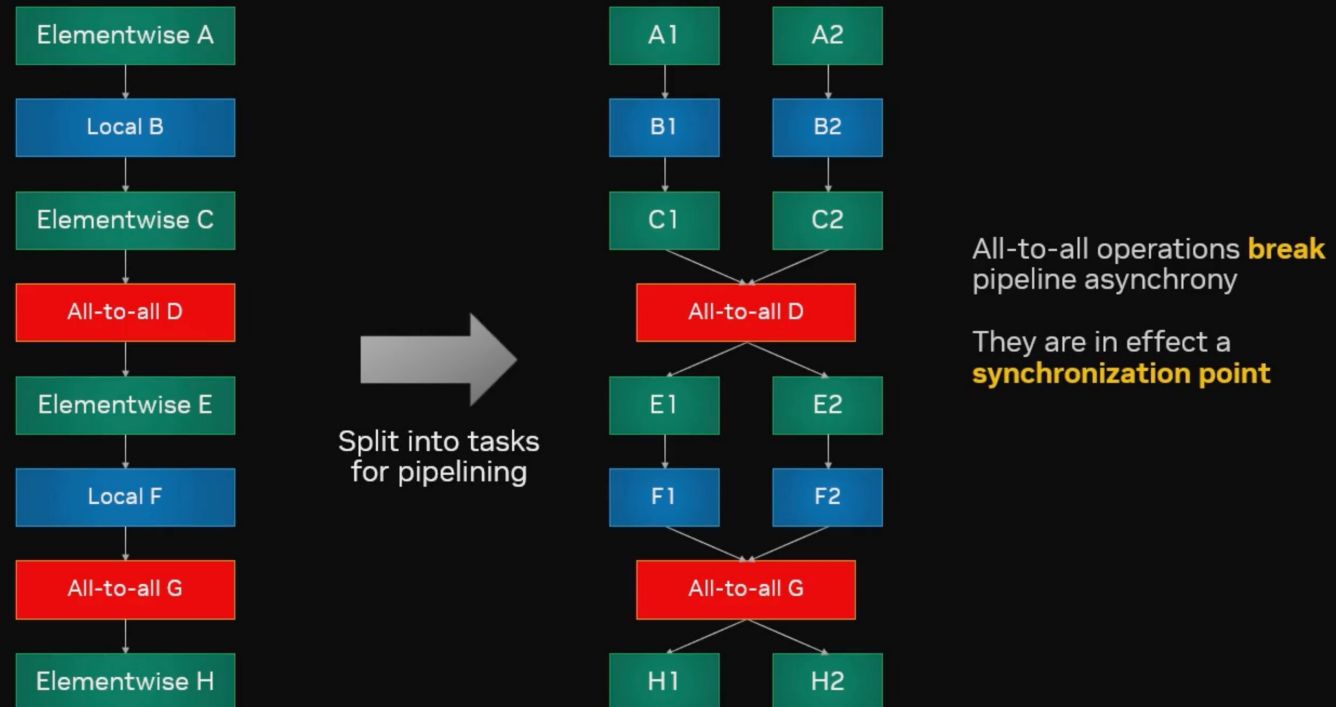 Elementwise A
Local B
Elementwise C
All-to-all D
Elementwise E
Local F
All-to-all G
Elementwise H
Split into tasks
for pipelining
A1
A2
B1
B2
C1
C2
All-to-all D
E1
E2
F1
F2
All-to-all G
H1
H2
All-to-all operations break
pipeline asynchrony
They are in effect a
synchronization point